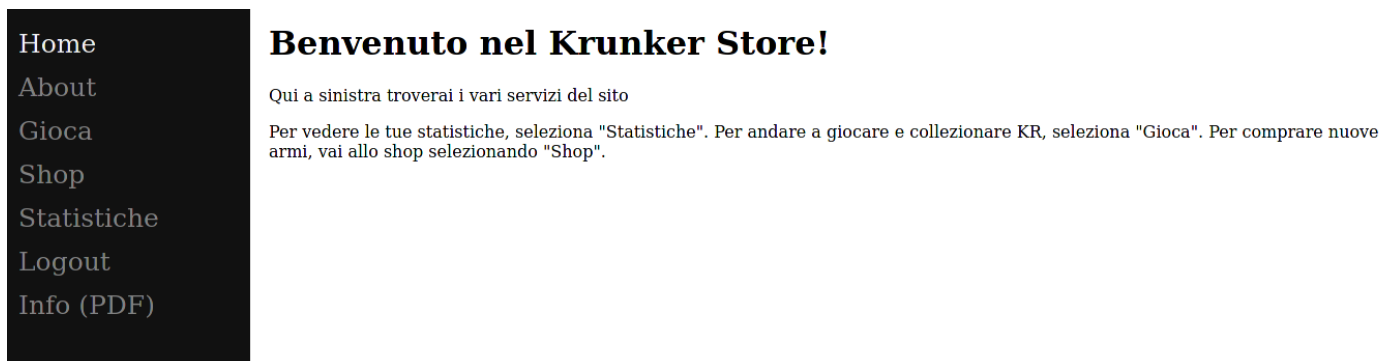 Home
About
Gioca
Shop
Statistiche
Logout
Info (PDF)
Benvenuto nel Krunker Store!
Qui a sinistra troverai i vari servizi del sito
Per vedere le tue statistiche, seleziona "Statistiche". Per andare a giocare e collezionare KR, seleziona "Gioca". Per comprare nuove
armi, vai allo shop selezionando "Shop".